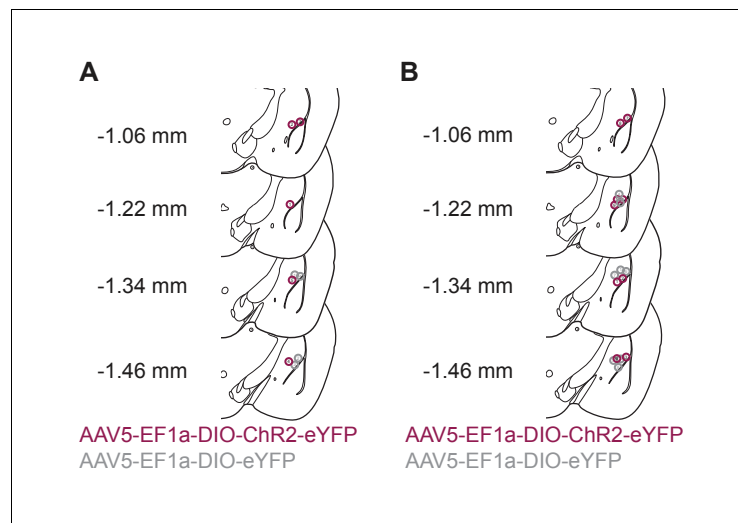 A
B
-1.06 mm
-1.06 mm
-1.22 mm
-1.22 mm
-1.34 mm
-1.34 mm
-1.46 mm
-1.46 mm
AAV5-EF1a-DIO-ChR2-eYFP
AAV5-EF1a-DIO-ChR2-eYFP
AAV5-EF1a-DIO-eYFP
AAV5-EF1a-DIO-eYFP